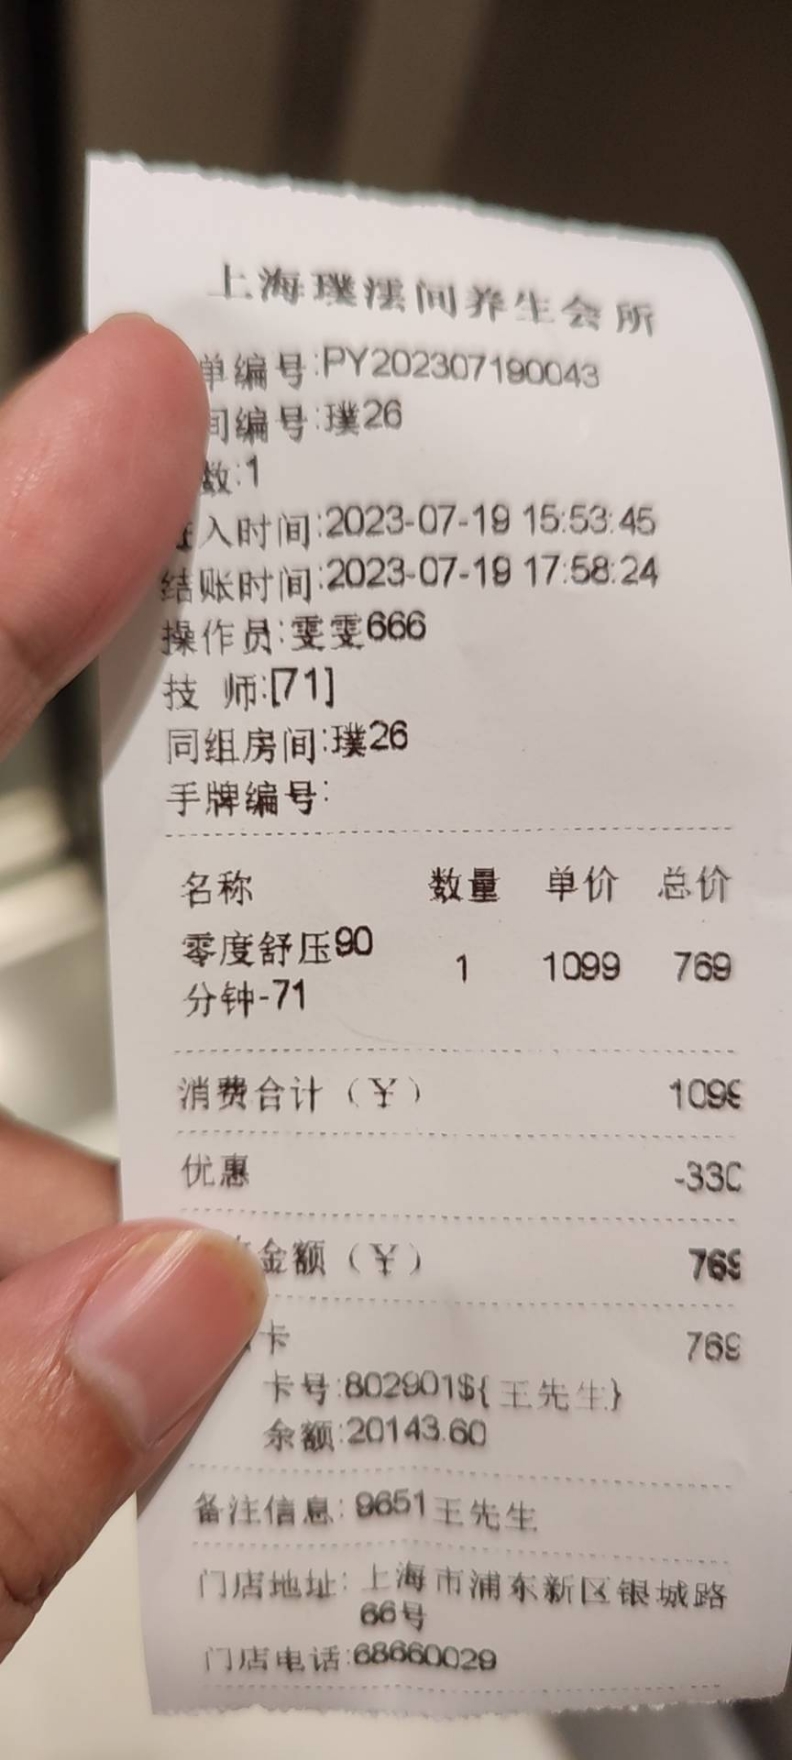 上海璞澐间养生会所
单编号:PY202307190043
间编号:璞26
数:1
入时间:2023-07-19 15:53:45
结账时间:2023-07-19 17:58:24
操作员:雯雯666
技 师:[71]
同组房间:璞26
手牌编号:
名称 数量 单价 总价
零度舒压90
分钟-71 1 1099 769
消费合计（¥） 1099
优惠 -330
金额（¥） 769
卡 769
卡号:802901${王先生}
余额:20143.60
备注信息: 9651王先生
门店地址: 上海市浦东新区银城路
66号
门店电话:68660029